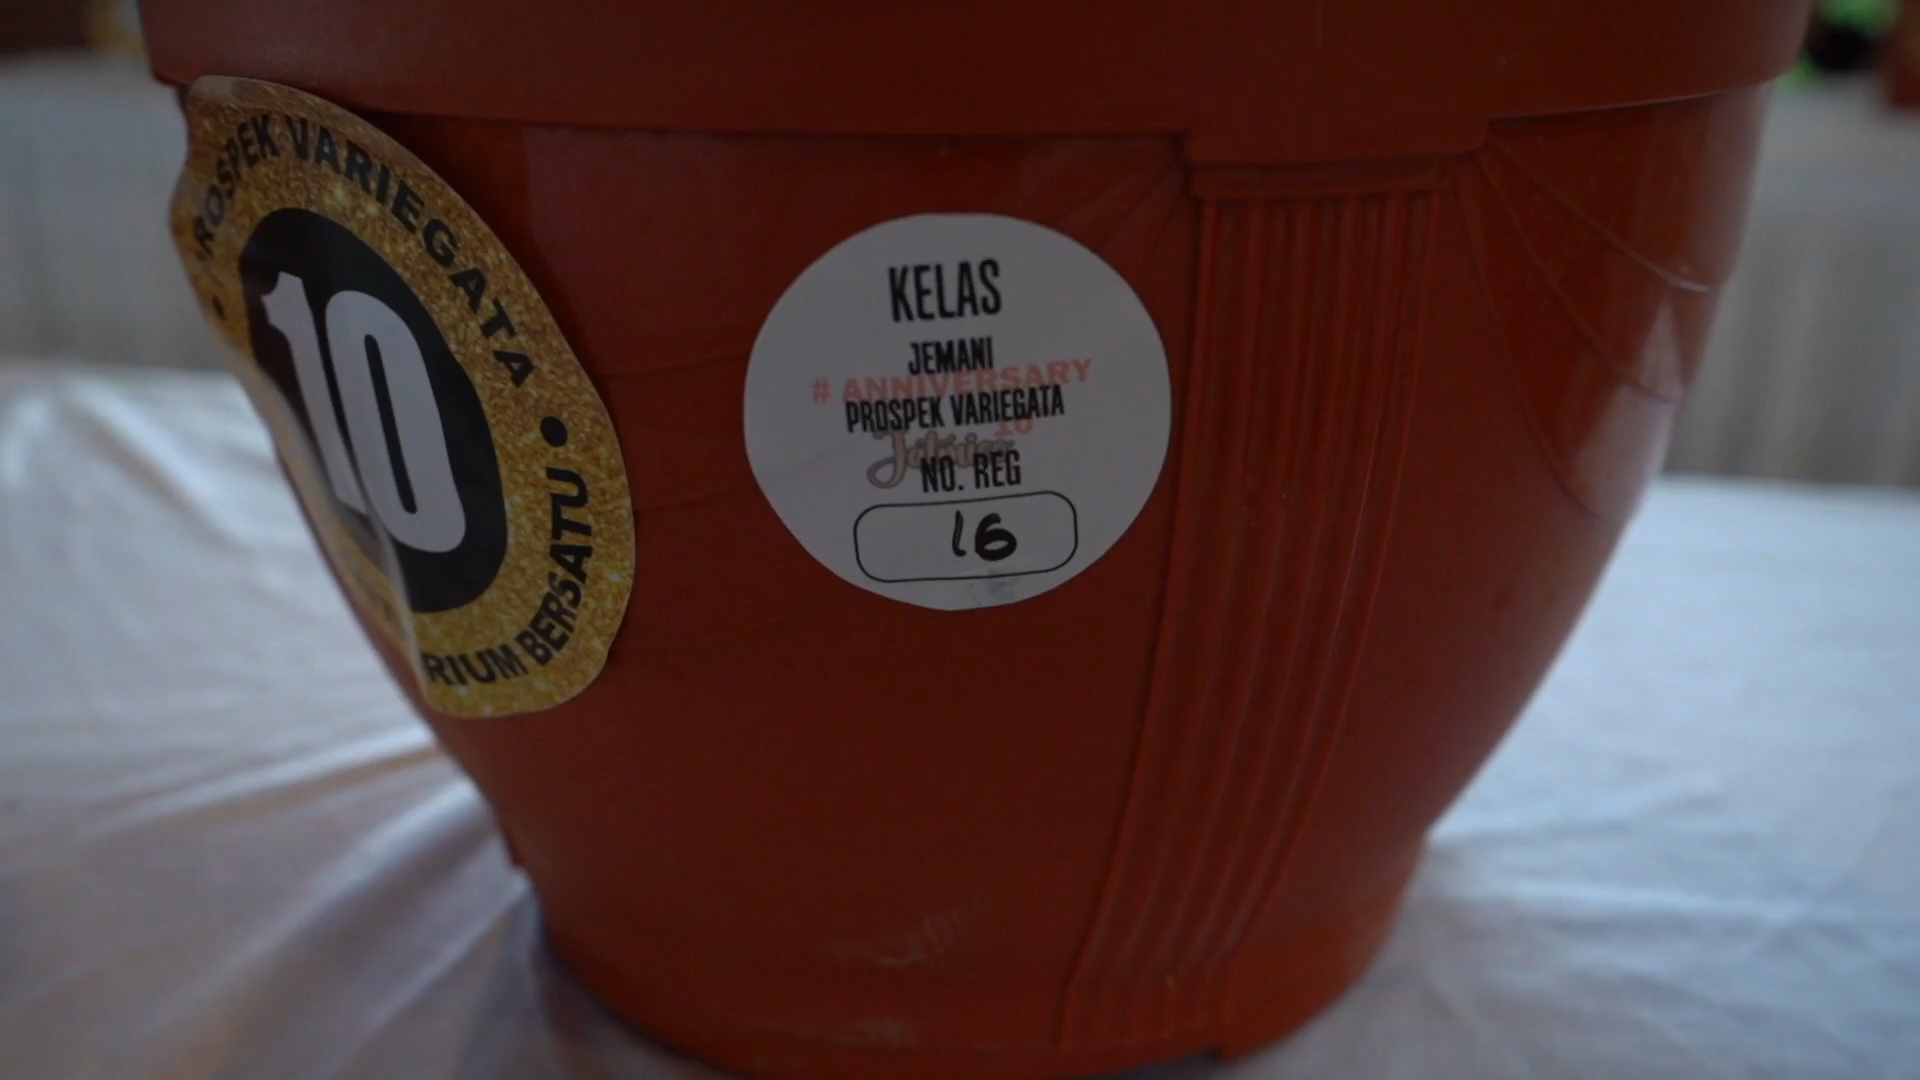 PROSPEK VARIEGATA
10
RIUM BERSATU
KELAS
JEMANI
# ANNIVERSARY
PROSPEK VARIEGATA
10
NO. REG
16